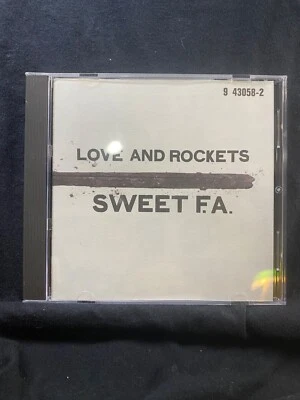 9 43058-2
LOVE AND ROCKETS
SWEET F.A.